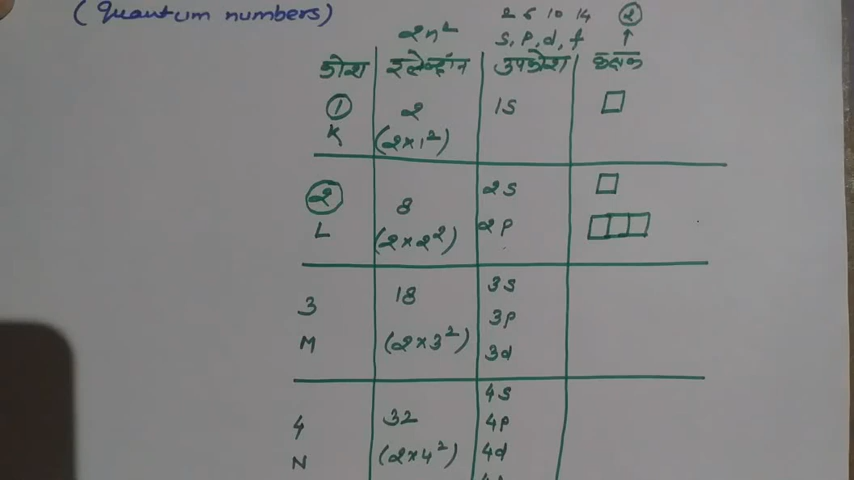 ( Quantum numbers)
2 6 10 14 ②
2n² s, p, d, f ↑
कोश इलेक्ट्रॉन उपकोश कक्षक
① 2 1s
K (2×1²)
② 8 2s
L (2×2²) 2p
3 18 3s
3p
M (2×3²) 3d
4s
4 32 4p
N (2×4²) 4d